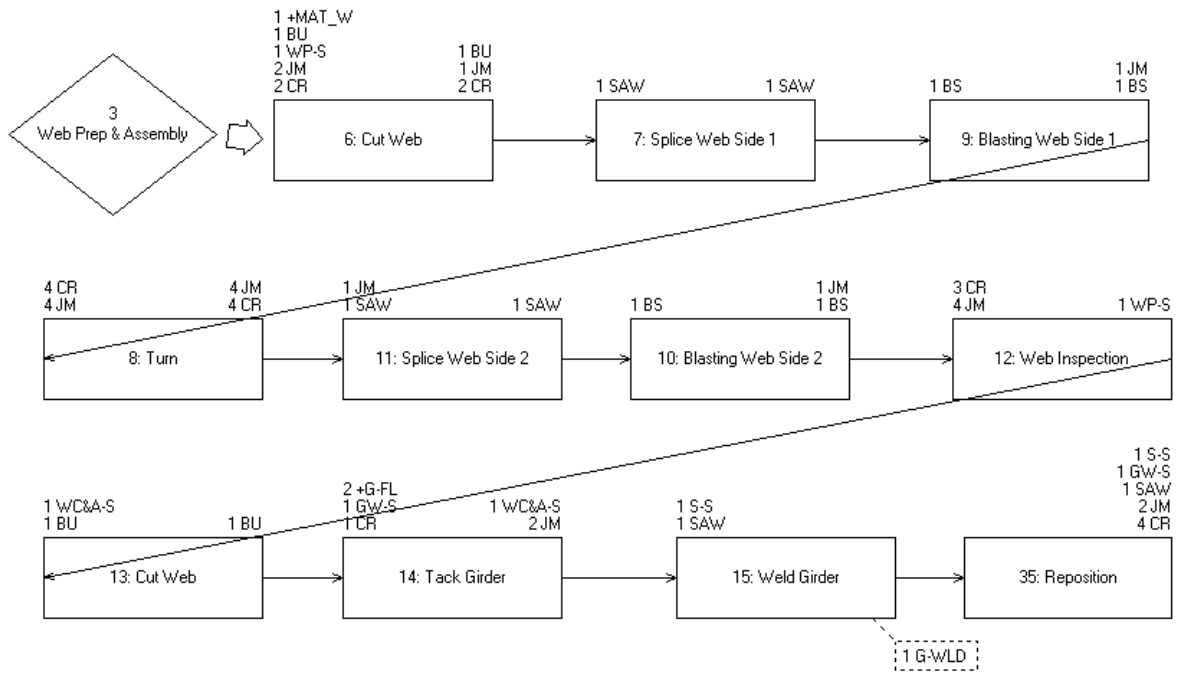 1 +MAT_W
1 BU
1 WP-S
2 JM
2 CR
1 BU
1 JM
2 CR
1 SAW
1 SAW
1 BS
1 JM
1 BS
3
Web Prep & Assembly
6: Cut Web
7: Splice Web Side 1
9: Blasting Web Side 1
4 CR
4 JM
4 JM
4 CR
1 JM
1 SAW
1 SAW
1 BS
1 JM
1 BS
3 CR
4 JM
1 WP-S
8: Turn
11: Splice Web Side 2
10: Blasting Web Side 2
12: Web Inspection
1 WC&A-S
1 BU
1 BU
2 +G-FL
1 GW-S
1 CR
1 WC&A-S
2 JM
1 S-S
1 SAW
1 S-S
1 GW-S
1 SAW
2 JM
4 CR
13: Cut Web
14: Tack Girder
15: Weld Girder
35: Reposition
1 G-WLD